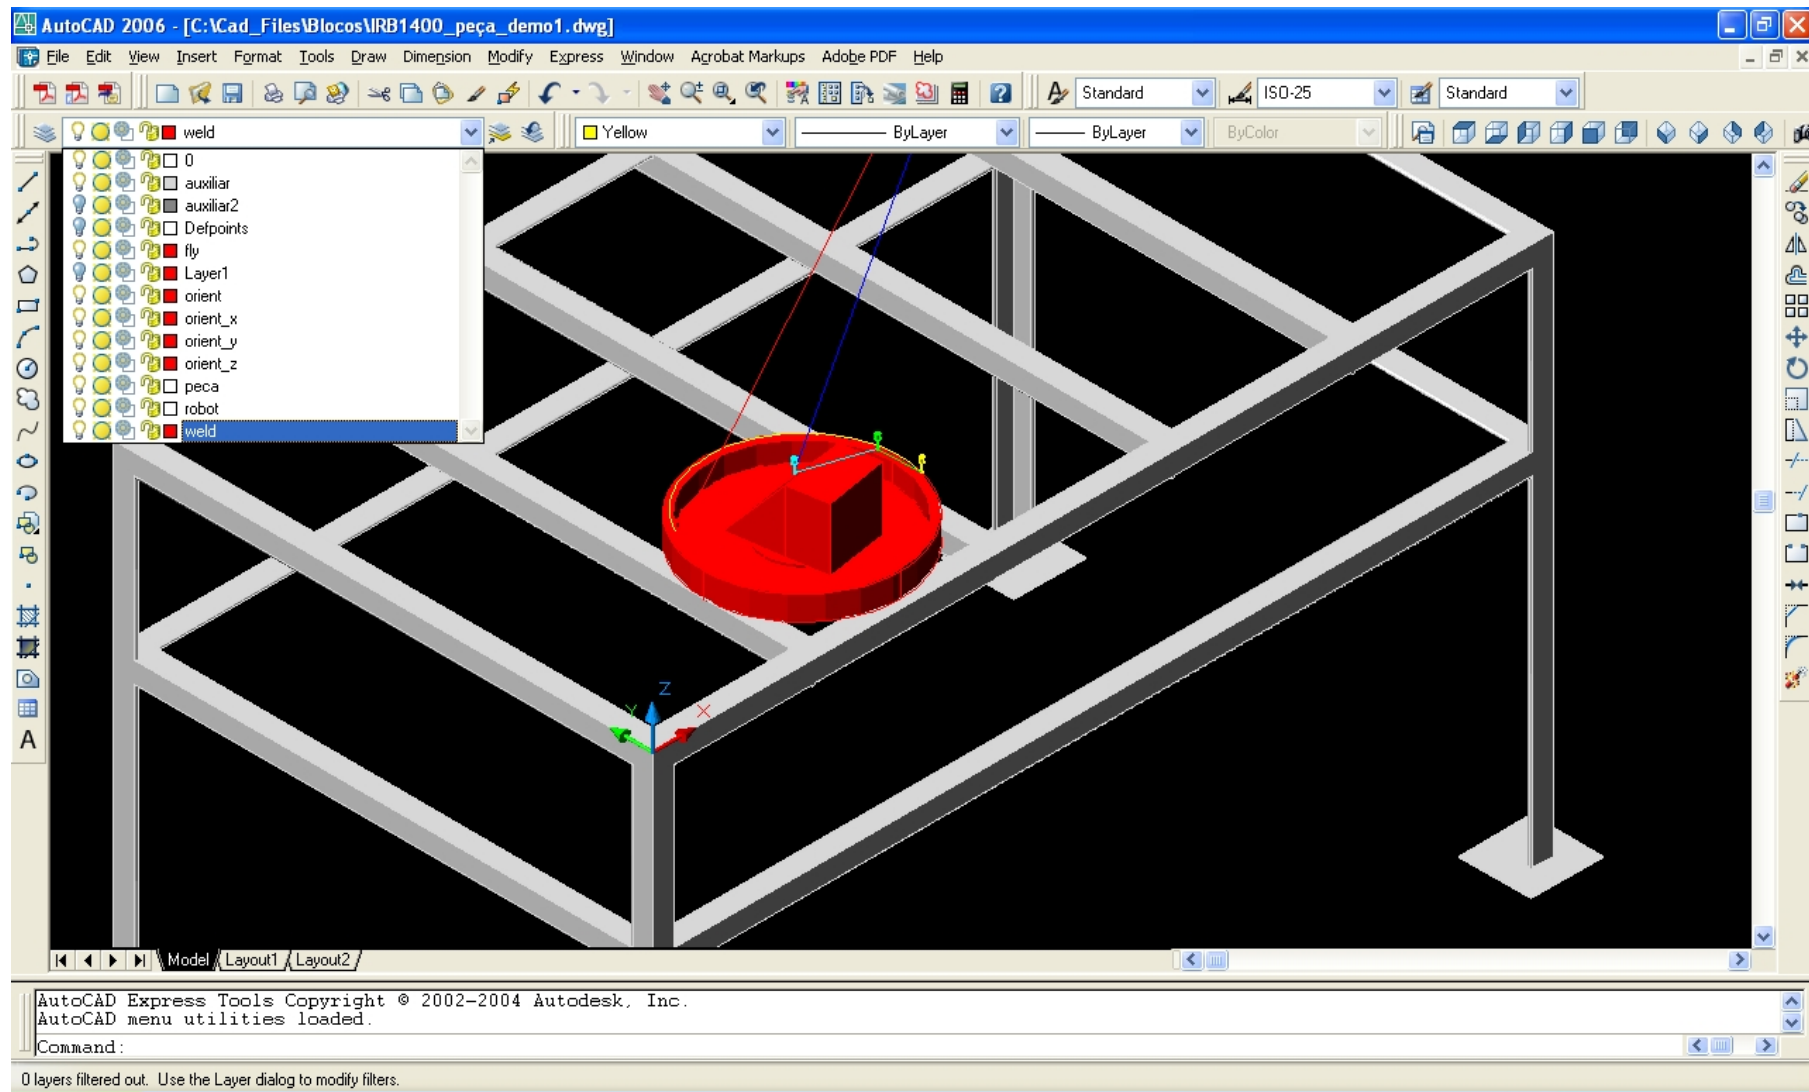 AutoCAD 2006 - [C:\Cad_Files\Blocos\IRB1400_peça_demo1.dwg]
File Edit View Insert Format Tools Draw Dimension Modify Express Window Acrobat Markups Adobe PDF Help
Standard ISO-25 Standard
weld Yellow ByLayer ByLayer ByColor
0
auxiliar
auxiliar2
Defpoints
fly
Layer1
orient
orient_x
orient_y
orient_z
peca
robot
weld
Z
Y X
A
Model Layout1 Layout2
AutoCAD Express Tools Copyright © 2002-2004 Autodesk, Inc.
AutoCAD menu utilities loaded.
Command:
0 layers filtered out. Use the Layer dialog to modify filters.